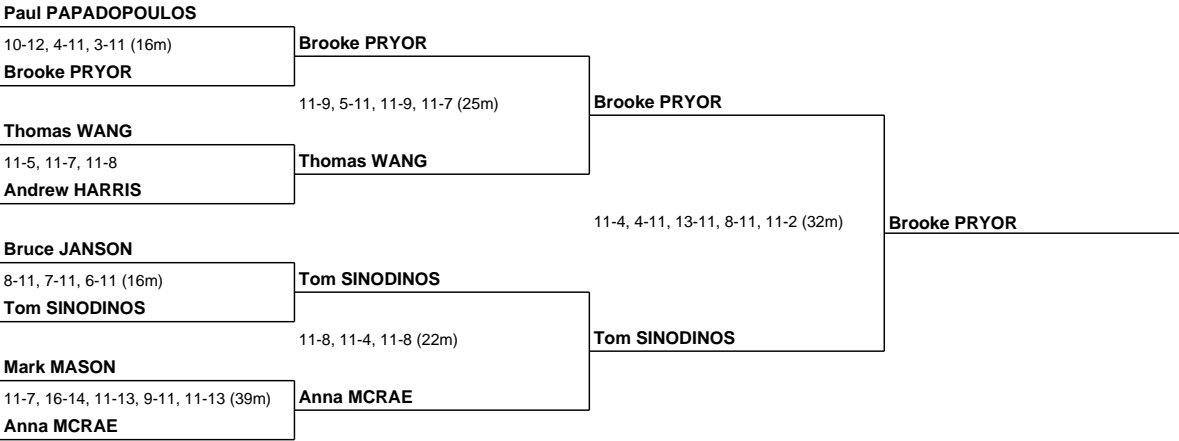 Paul PAPADOPOULOS
10-12, 4-11, 3-11 (16m)
Brooke PRYOR
Brooke PRYOR
11-9, 5-11, 11-9, 11-7 (25m)
Brooke PRYOR
Thomas WANG
11-5, 11-7, 11-8
Thomas WANG
Andrew HARRIS
11-4, 4-11, 13-11, 8-11, 11-2 (32m)
Brooke PRYOR
Bruce JANSON
8-11, 7-11, 6-11 (16m)
Tom SINODINOS
Tom SINODINOS
11-8, 11-4, 11-8 (22m)
Tom SINODINOS
Mark MASON
11-7, 16-14, 11-13, 9-11, 11-13 (39m)
Anna MCRAE
Anna MCRAE